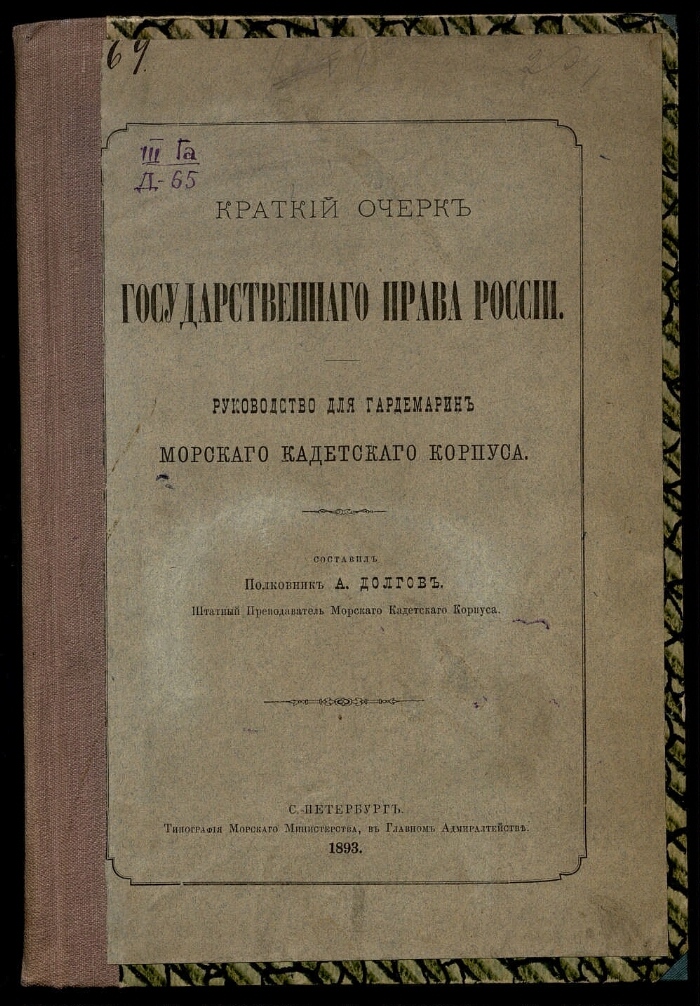 69.
III Га
Д-65
КРАТКІЙ ОЧЕРКЪ
ГОСУДАРСТВЕННАГО ПРАВА РОССІИ.
РУКОВОДСТВО ДЛЯ ГАРДЕМАРИНЪ
МОРСКАГО КАДЕТСКАГО КОРПУСА.
СОСТАВИЛЪ
Полковникъ А. ДОЛГОВЪ.
Штатный Преподаватель Морскаго Кадетскаго Корпуса.
С.-ПЕТЕРБУРГЪ.
Типографія Морскаго Министерства, въ Главномъ Адмиралтействѣ.
1893.